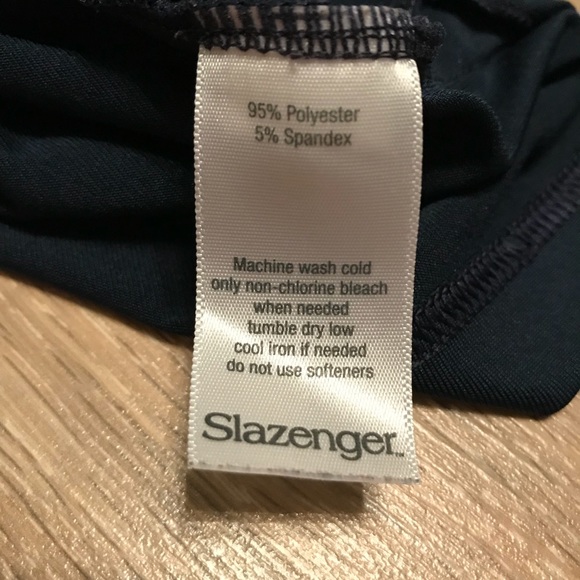 95% Polyester
5% Spandex
Machine wash cold
only non-chlorine bleach
when needed
tumble dry low
cool iron if needed
do not use softeners
Slazenger™